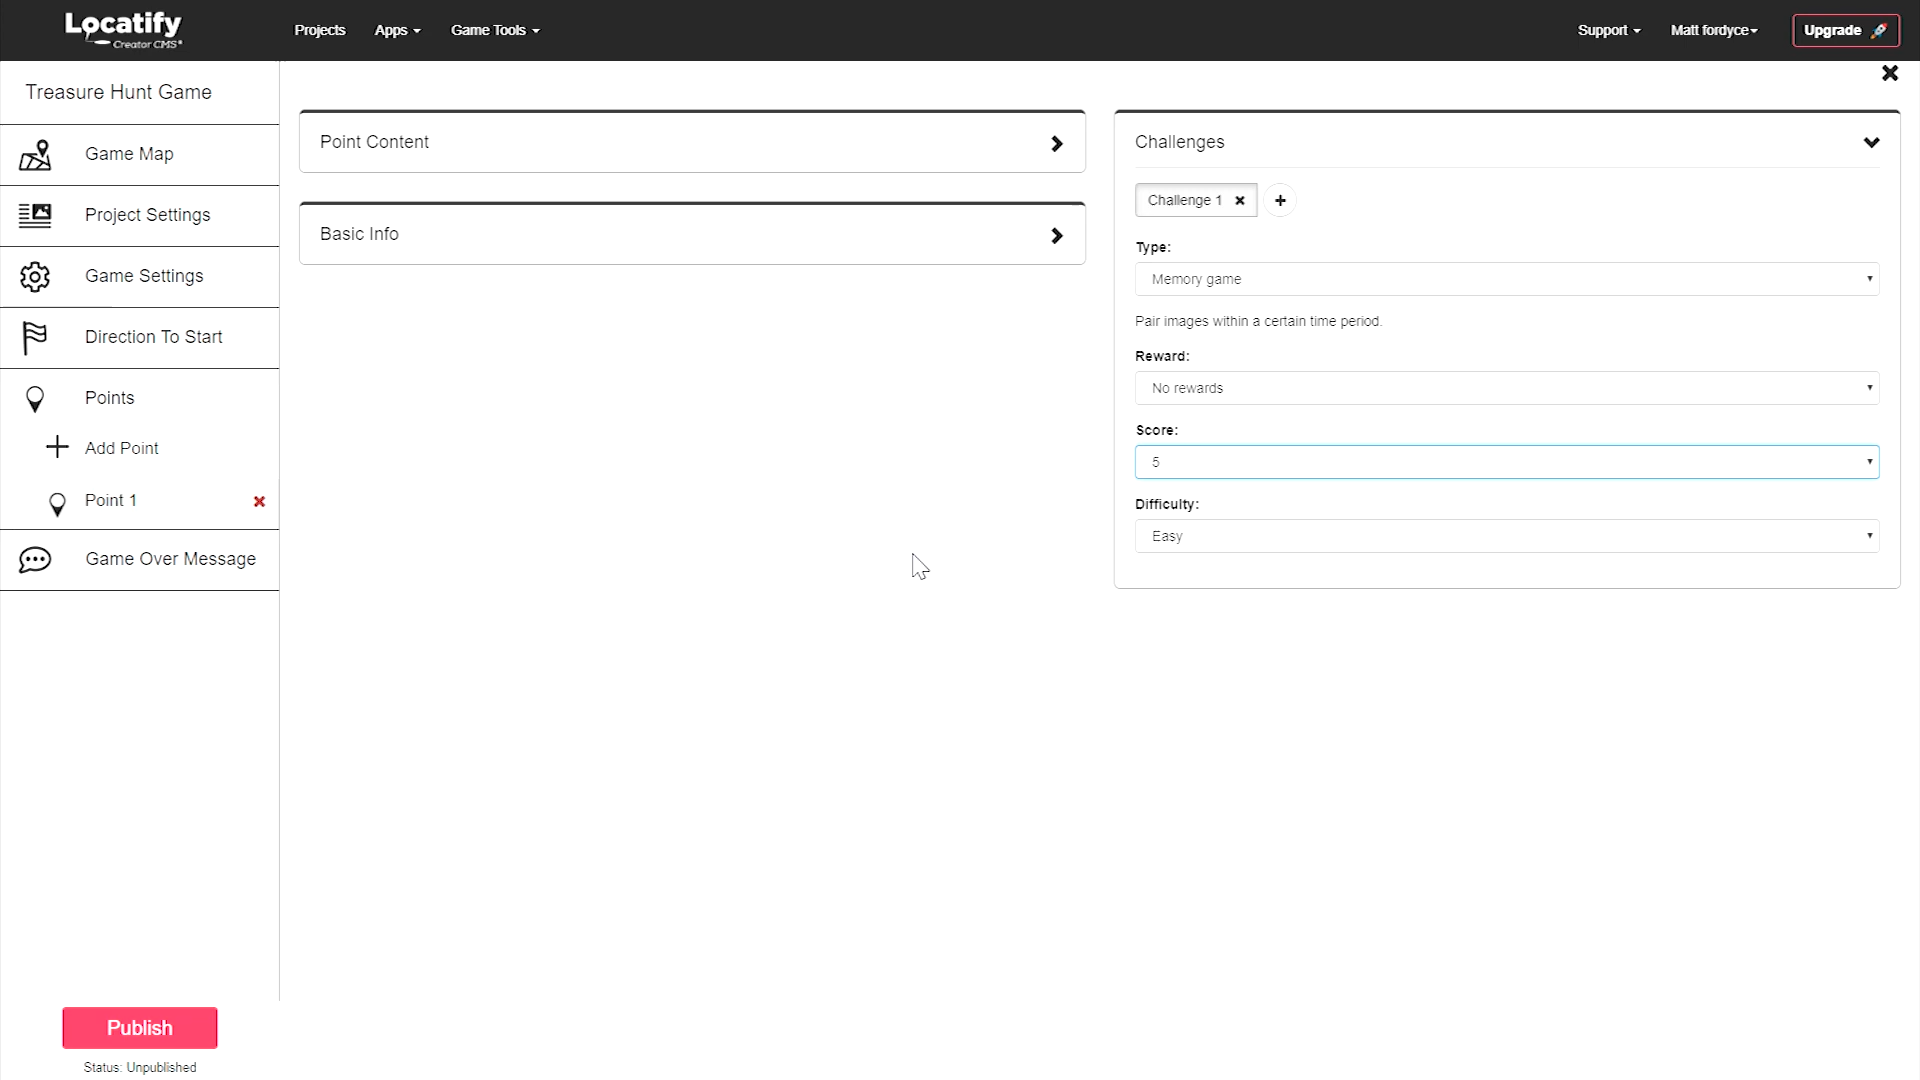 Locatify
Creator CMS®
Projects
Apps
Game Tools
Support
Matt fordyce
Upgrade
Treasure Hunt Game
Game Map
Project Settings
Game Settings
Direction To Start
Points
Add Point
Point 1
Game Over Message
Publish
Status: Unpublished
Point Content
Basic Info
Challenges
Challenge 1
Type:
Memory game
Pair images within a certain time period.
Reward:
No rewards
Score:
5
Difficulty:
Easy